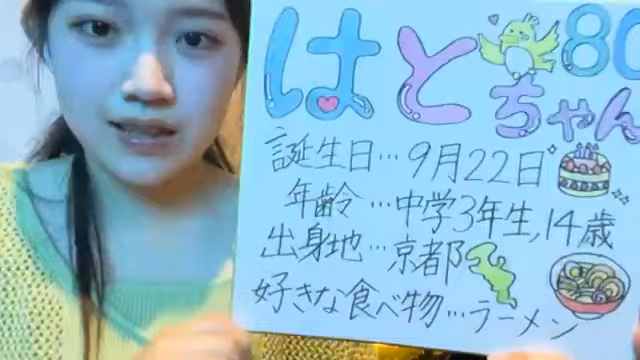 はと
80
ちゃん
誕生日…9月22日
年齢…中学3年生,14歳
出身地…京都
好きな食べ物…ラーメン